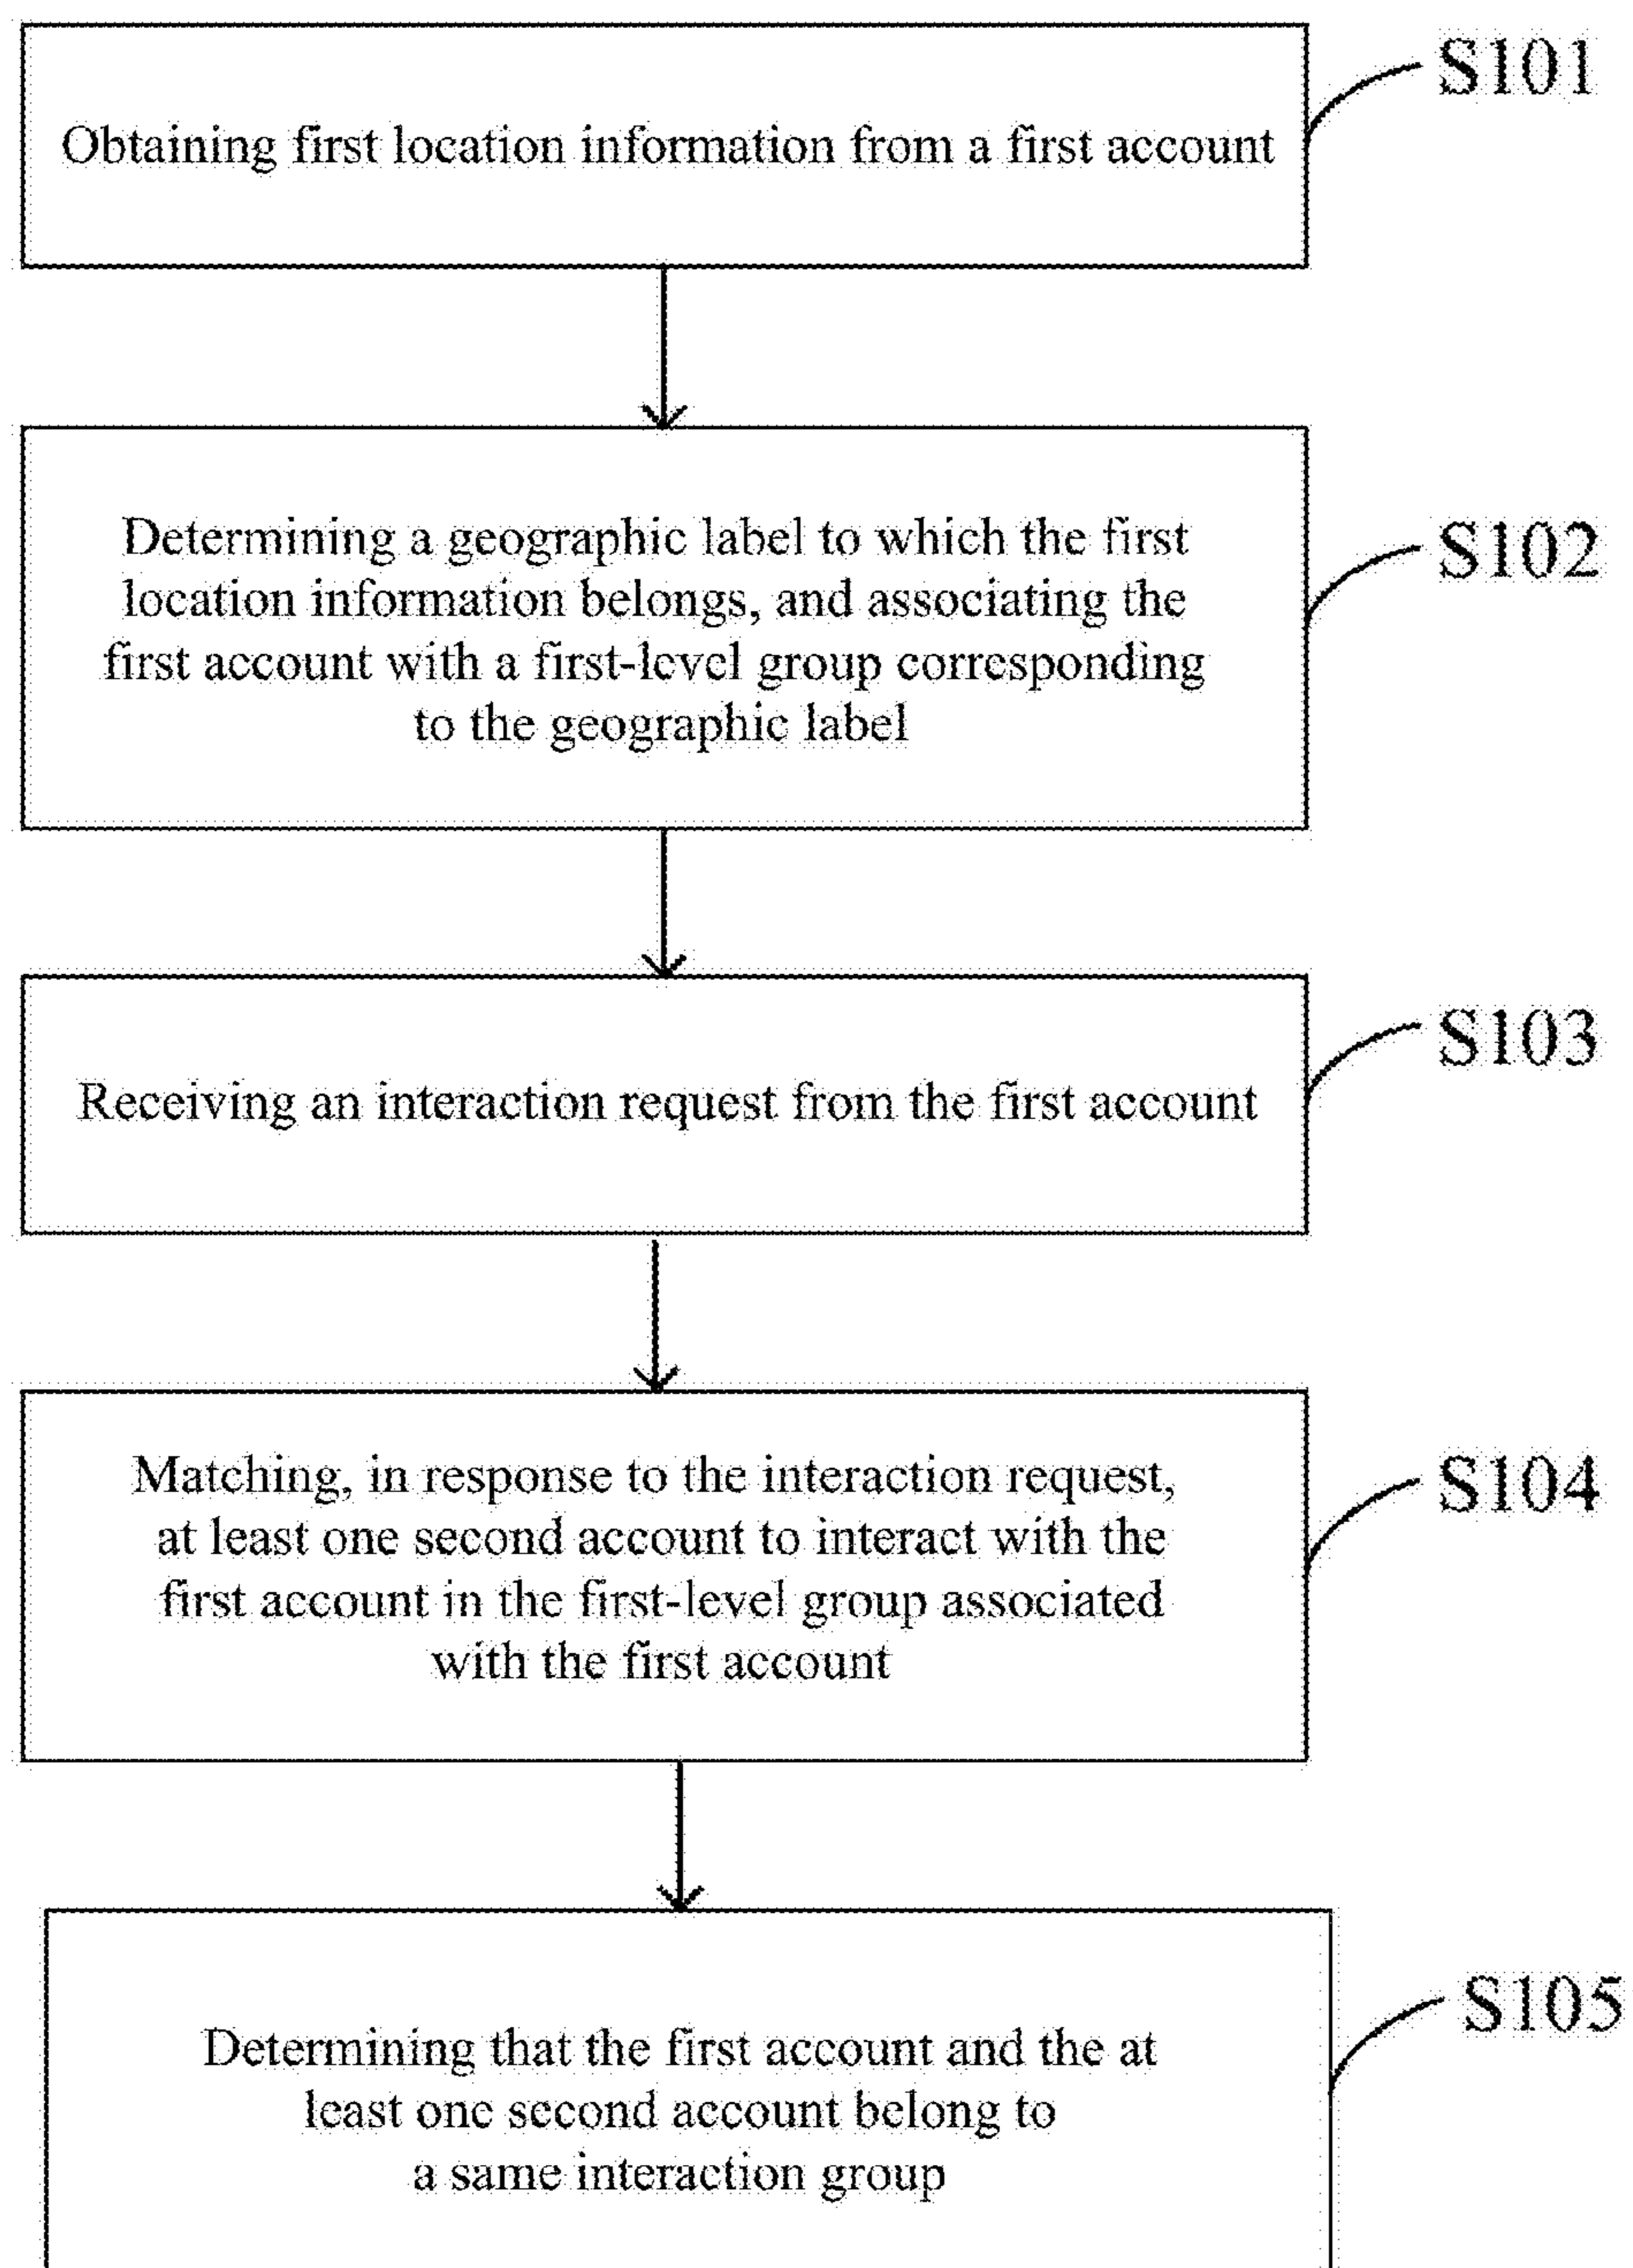 Obtaining first location information from a first account
S101
Determining a geographic label to which the first
location information belongs, and associating the
first account with a first-level group corresponding
to the geographic label
S102
Receiving an interaction request from the first account
S103
Matching, in response to the interaction request,
at least one second account to interact with the
first account in the first-level group associated
with the first account
S104
Determining that the first account and the at
least one second account belong to
a same interaction group
S105